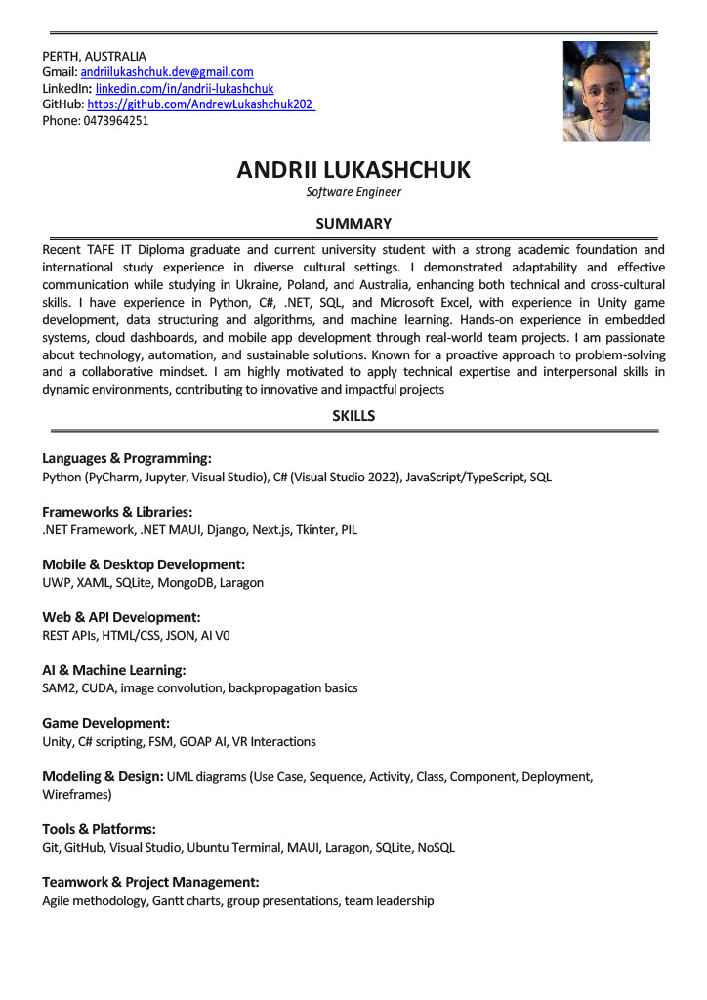 PERTH, AUSTRALIA
Gmail: andriilukashchuk.dev@gmail.com
LinkedIn: linkedin.com/in/andrii-lukashchuk
GitHub: https://github.com/AndrewLukashchuk202
Phone: 0473964251
ANDRII LUKASHCHUK
Software Engineer
SUMMARY
Recent TAFE IT Diploma graduate and current university student with a strong academic foundation and
international study experience in diverse cultural settings. I demonstrated adaptability and effective
communication while studying in Ukraine, Poland, and Australia, enhancing both technical and cross-cultural
skills. I have experience in Python, C#, .NET, SQL, and Microsoft Excel, with experience in Unity game
development, data structuring and algorithms, and machine learning. Hands-on experience in embedded
systems, cloud dashboards, and mobile app development through real-world team projects. I am passionate
about technology, automation, and sustainable solutions. Known for a proactive approach to problem-solving
and a collaborative mindset. I am highly motivated to apply technical expertise and interpersonal skills in
dynamic environments, contributing to innovative and impactful projects
SKILLS
Languages & Programming:
Python (PyCharm, Jupyter, Visual Studio), C# (Visual Studio 2022), JavaScript/TypeScript, SQL
Frameworks & Libraries:
.NET Framework, .NET MAUI, Django, Next.js, Tkinter, PIL
Mobile & Desktop Development:
UWP, XAML, SQLite, MongoDB, Laragon
Web & API Development:
REST APIs, HTML/CSS, JSON, AI V0
AI & Machine Learning:
SAM2, CUDA, image convolution, backpropagation basics
Game Development:
Unity, C# scripting, FSM, GOAP AI, VR Interactions
Modeling & Design: UML diagrams (Use Case, Sequence, Activity, Class, Component, Deployment,
Wireframes)
Tools & Platforms:
Git, GitHub, Visual Studio, Ubuntu Terminal, MAUI, Laragon, SQLite, NoSQL
Teamwork & Project Management:
Agile methodology, Gantt charts, group presentations, team leadership